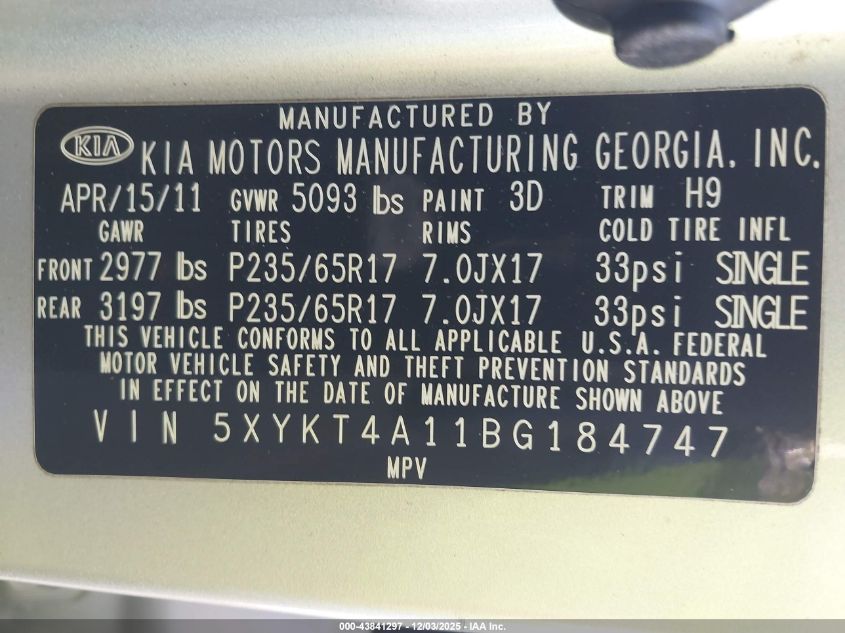 MANUFACTURED BY
KIA KIA MOTORS MANUFACTURING GEORGIA, INC.
APR/15/11 GVWR 5093 lbs PAINT 3D TRIM H9
GAWR TIRES RIMS COLD TIRE INFL
FRONT 2977 lbs P235/65R17 7.0JX17 33psi SINGLE
REAR 3197 lbs P235/65R17 7.0JX17 33psi SINGLE
THIS VEHICLE CONFORMS TO ALL APPLICABLE U.S.A. FEDERAL
MOTOR VEHICLE SAFETY AND THEFT PREVENTION STANDARDS
IN EFFECT ON THE DATE OF MANUFACTURE SHOWN ABOVE
VIN 5XYKT4A11BG184747
MPV
000-43841297 - 12/03/2025 - IAA Inc.